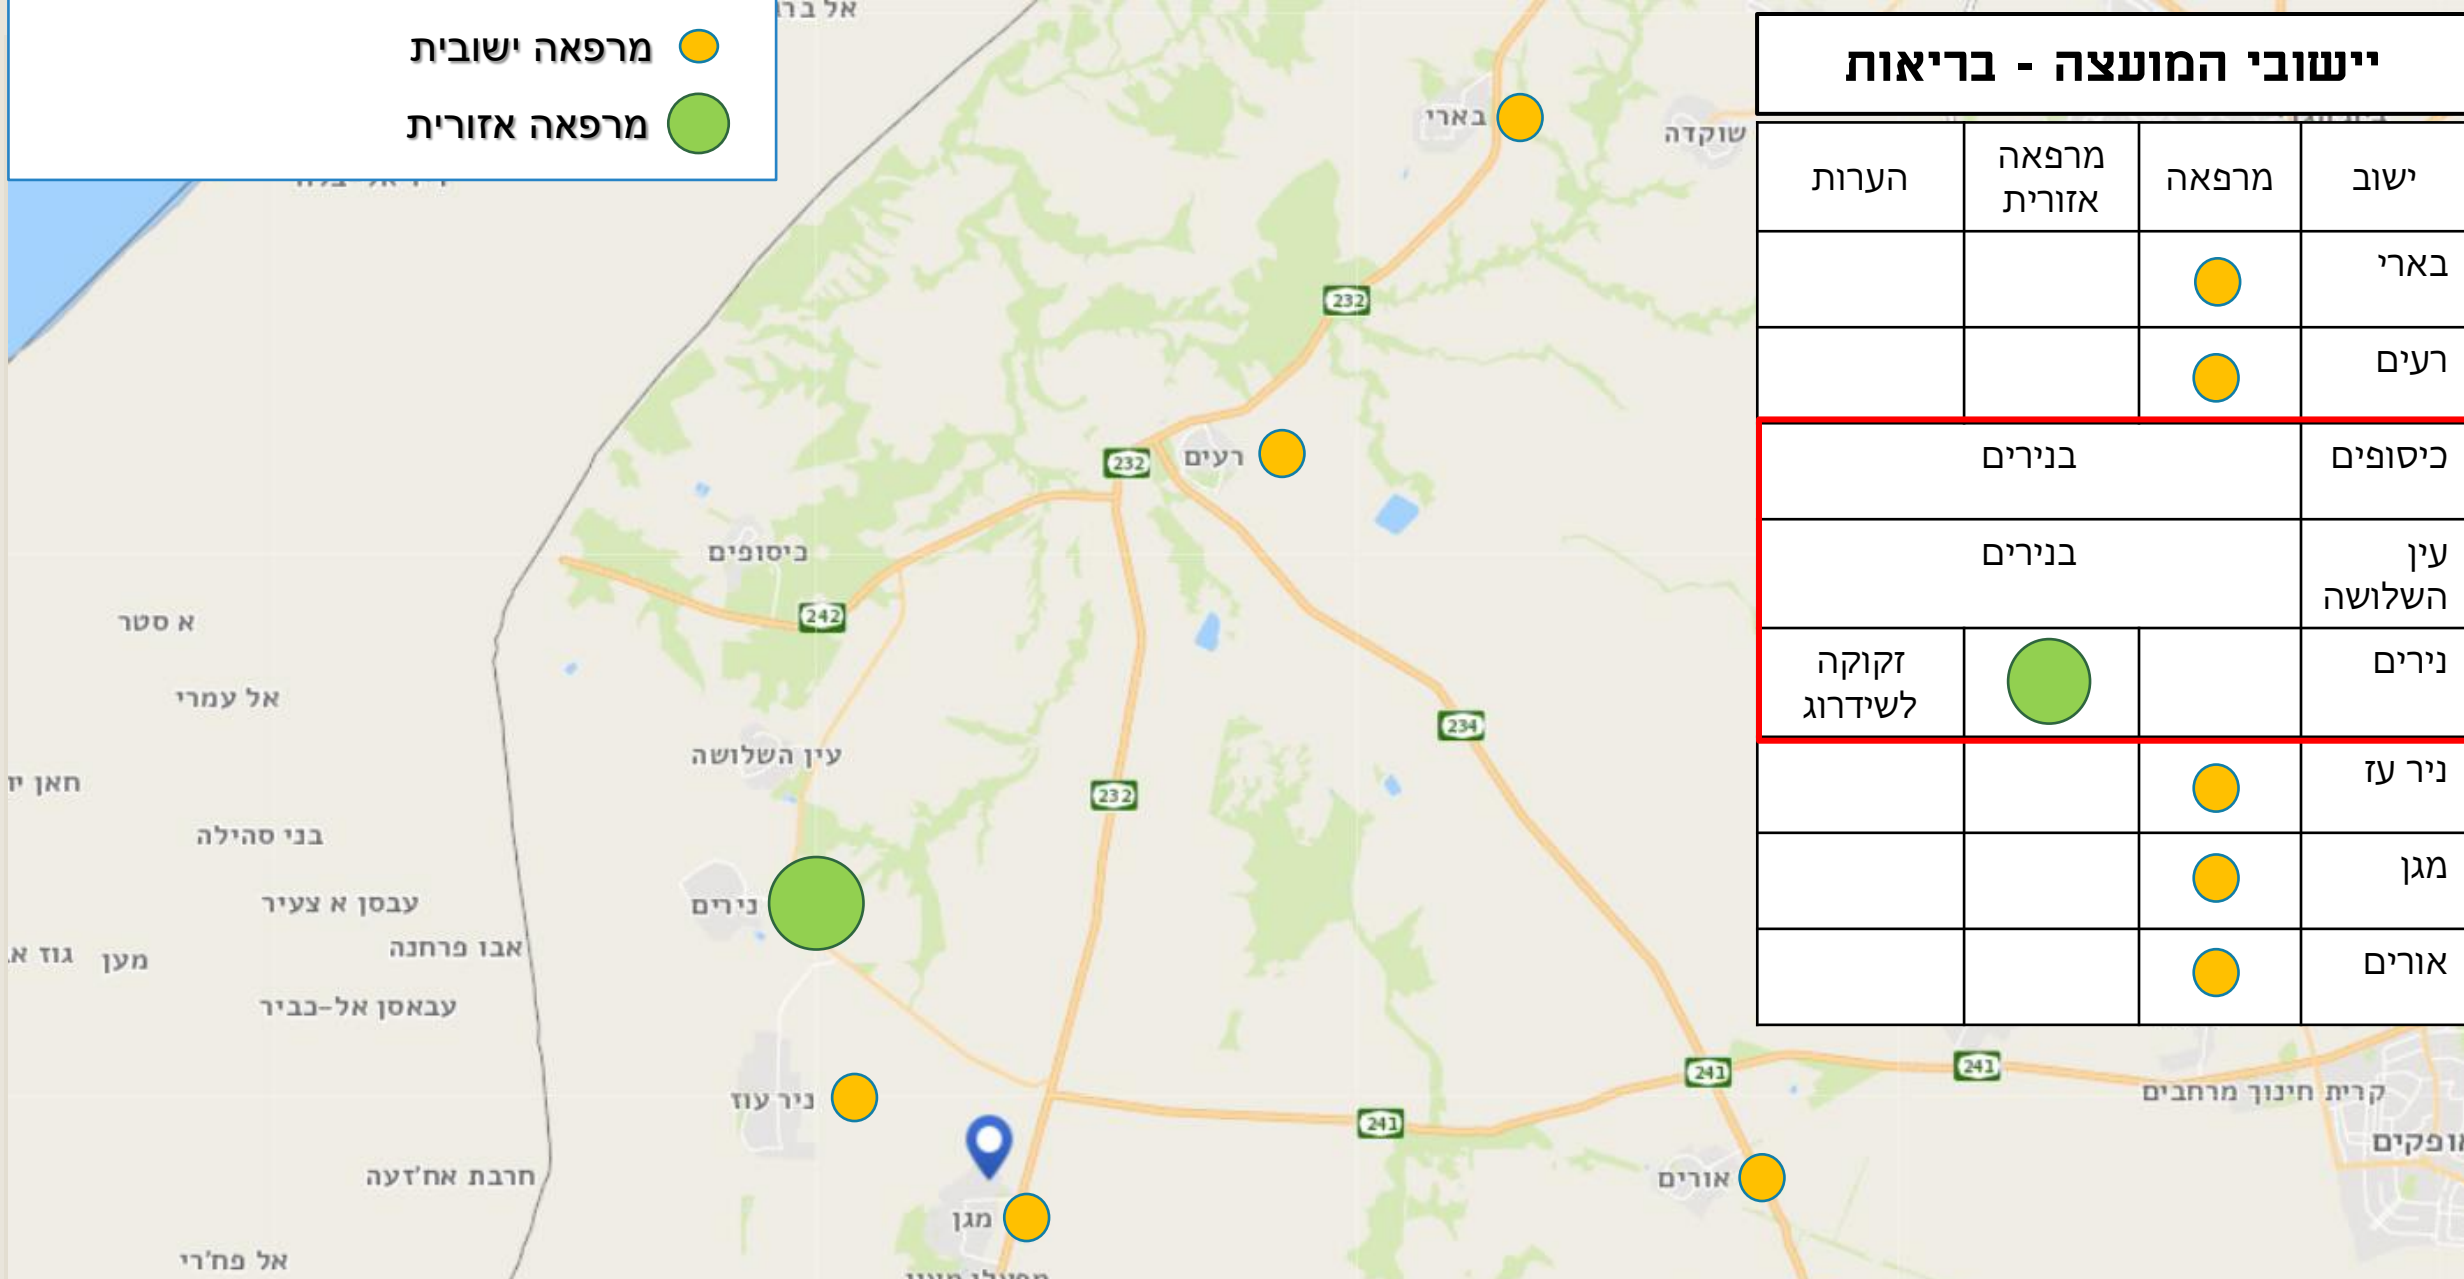 מרפאה ישובית
מרפאה אזורית
יישובי המועצה - בריאות
ישוב מרפאה מרפאה אזורית הערות
בארי
רעים
כיסופים בנירים
עין השלושה בנירים
נירים זקוקה לשידרוג
ניר עז
מגן
אורים
בארי
שוקדה
232
232
רעים
כיסופים
242
א סטר
אל עמרי
234
עין השלושה
חאן
232
בני סהילה
עבסן א צעיר
נירים
אבו פרחנה
מען
גוז
עבאסן אל-כביר
241
241
ניר עוז
קרית חינוך מרחבים
241
חרבת אח'זעה
אורים
מגן
אל פח'רי